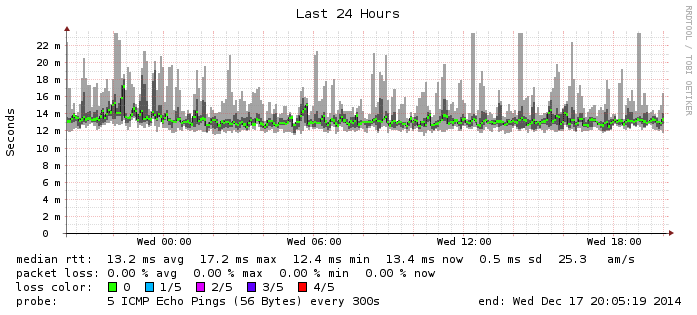 Last 24 Hours
RRDTOOL / TOBI OETIKER
Seconds
22 m
20 m
18 m
16 m
14 m
12 m
10 m
8 m
6 m
4 m
2 m
0
Wed 00:00 Wed 06:00 Wed 12:00 Wed 18:00
median rtt: 13.2 ms avg 17.2 ms max 12.4 ms min 13.4 ms now 0.5 ms sd 25.3 am/s
packet loss: 0.00 % avg 0.00 % max 0.00 % min 0.00 % now
loss color: 0 1/5 2/5 3/5 4/5
probe: 5 ICMP Echo Pings (56 Bytes) every 300s end: Wed Dec 17 20:05:19 2014